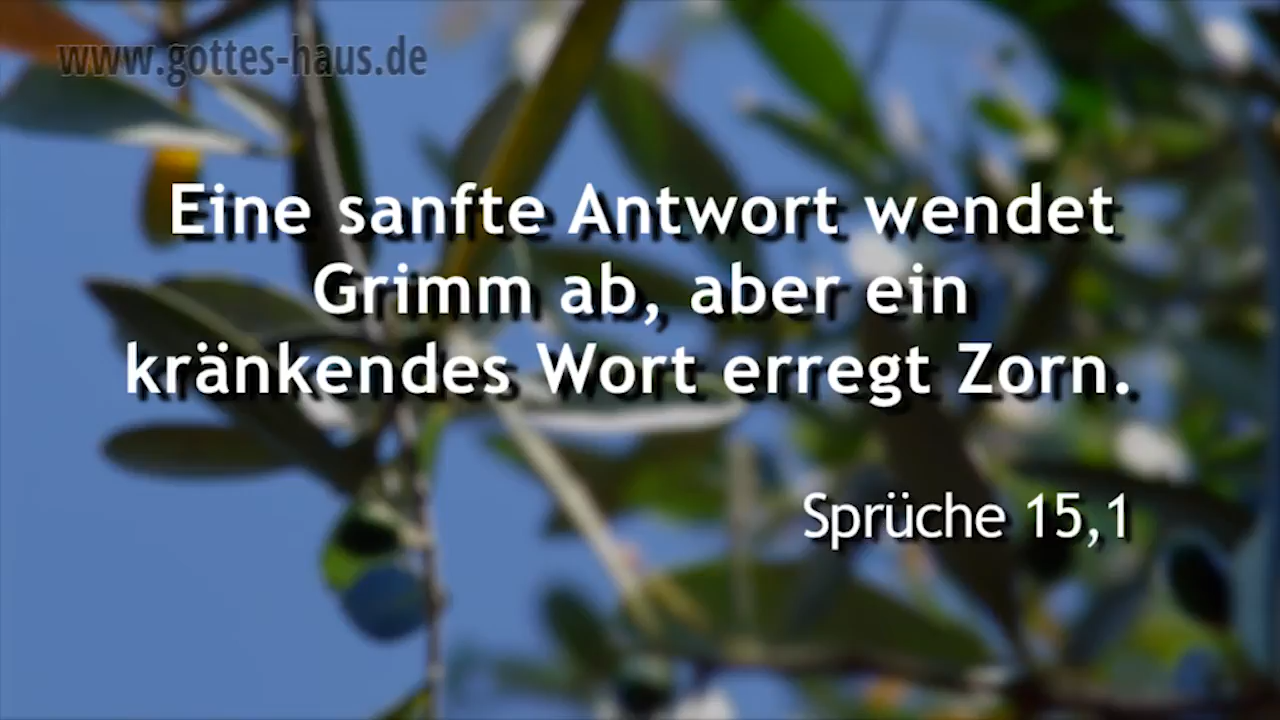 www.gottes-haus.de
Eine sanfte Antwort wendet
Grimm ab, aber ein
kränkendes Wort erregt Zorn.
Sprüche 15,1